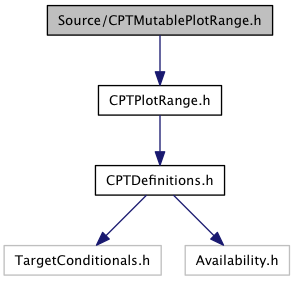 Source/CPTMutablePlotRange.h
CPTPlotRange.h
CPTDefinitions.h
TargetConditionals.h
Availability.h